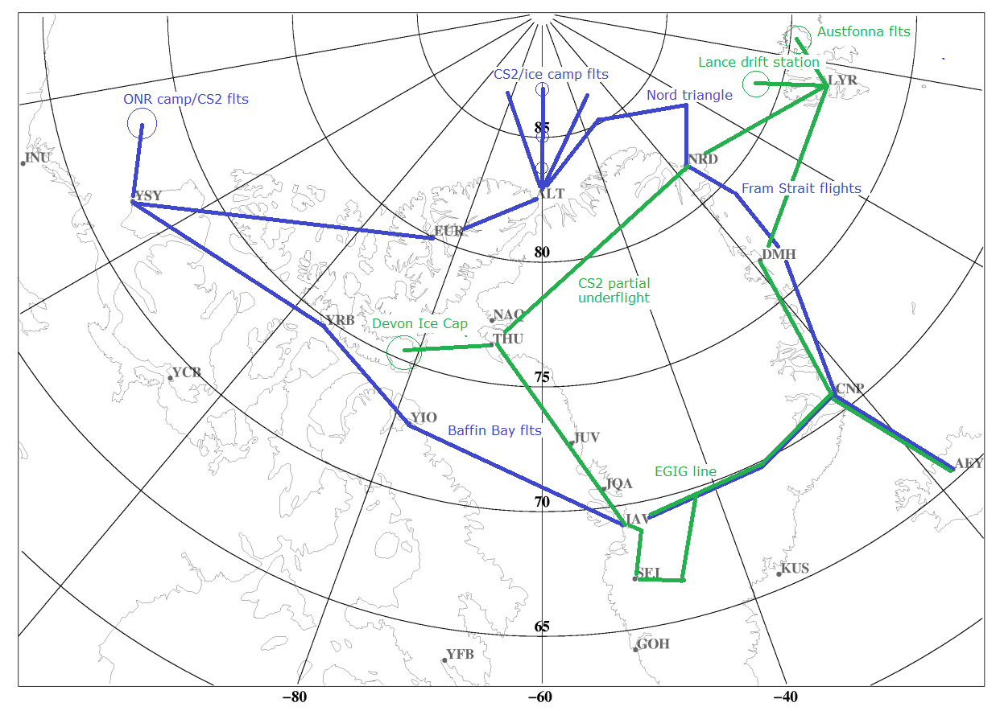 Austfonna flts
Lance drift station
LYR
CS2/ice camp flts
Nord triangle
ONR camp/CS2 flts
85
INU
NRD
YSY
ALT
Fram Strait flights
EUR
80
DMH
CS2 partial
underflight
NAQ
Devon Ice Cap
YRB
THU
YCB
75
CNP
YIO
Baffin Bay flts
JUV
AEY
EGIG line
JQA
70
JAV
SFJ
KUS
65
GOH
YFB
−80
−60
−40